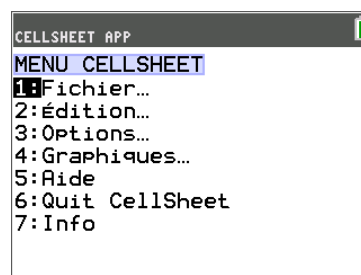 CELLSHEET APP
MENU CELLSHEET
1:Fichier…
2:Édition…
3:Options…
4:Graphiques…
5:Aide
6:Quit CellSheet
7:Info